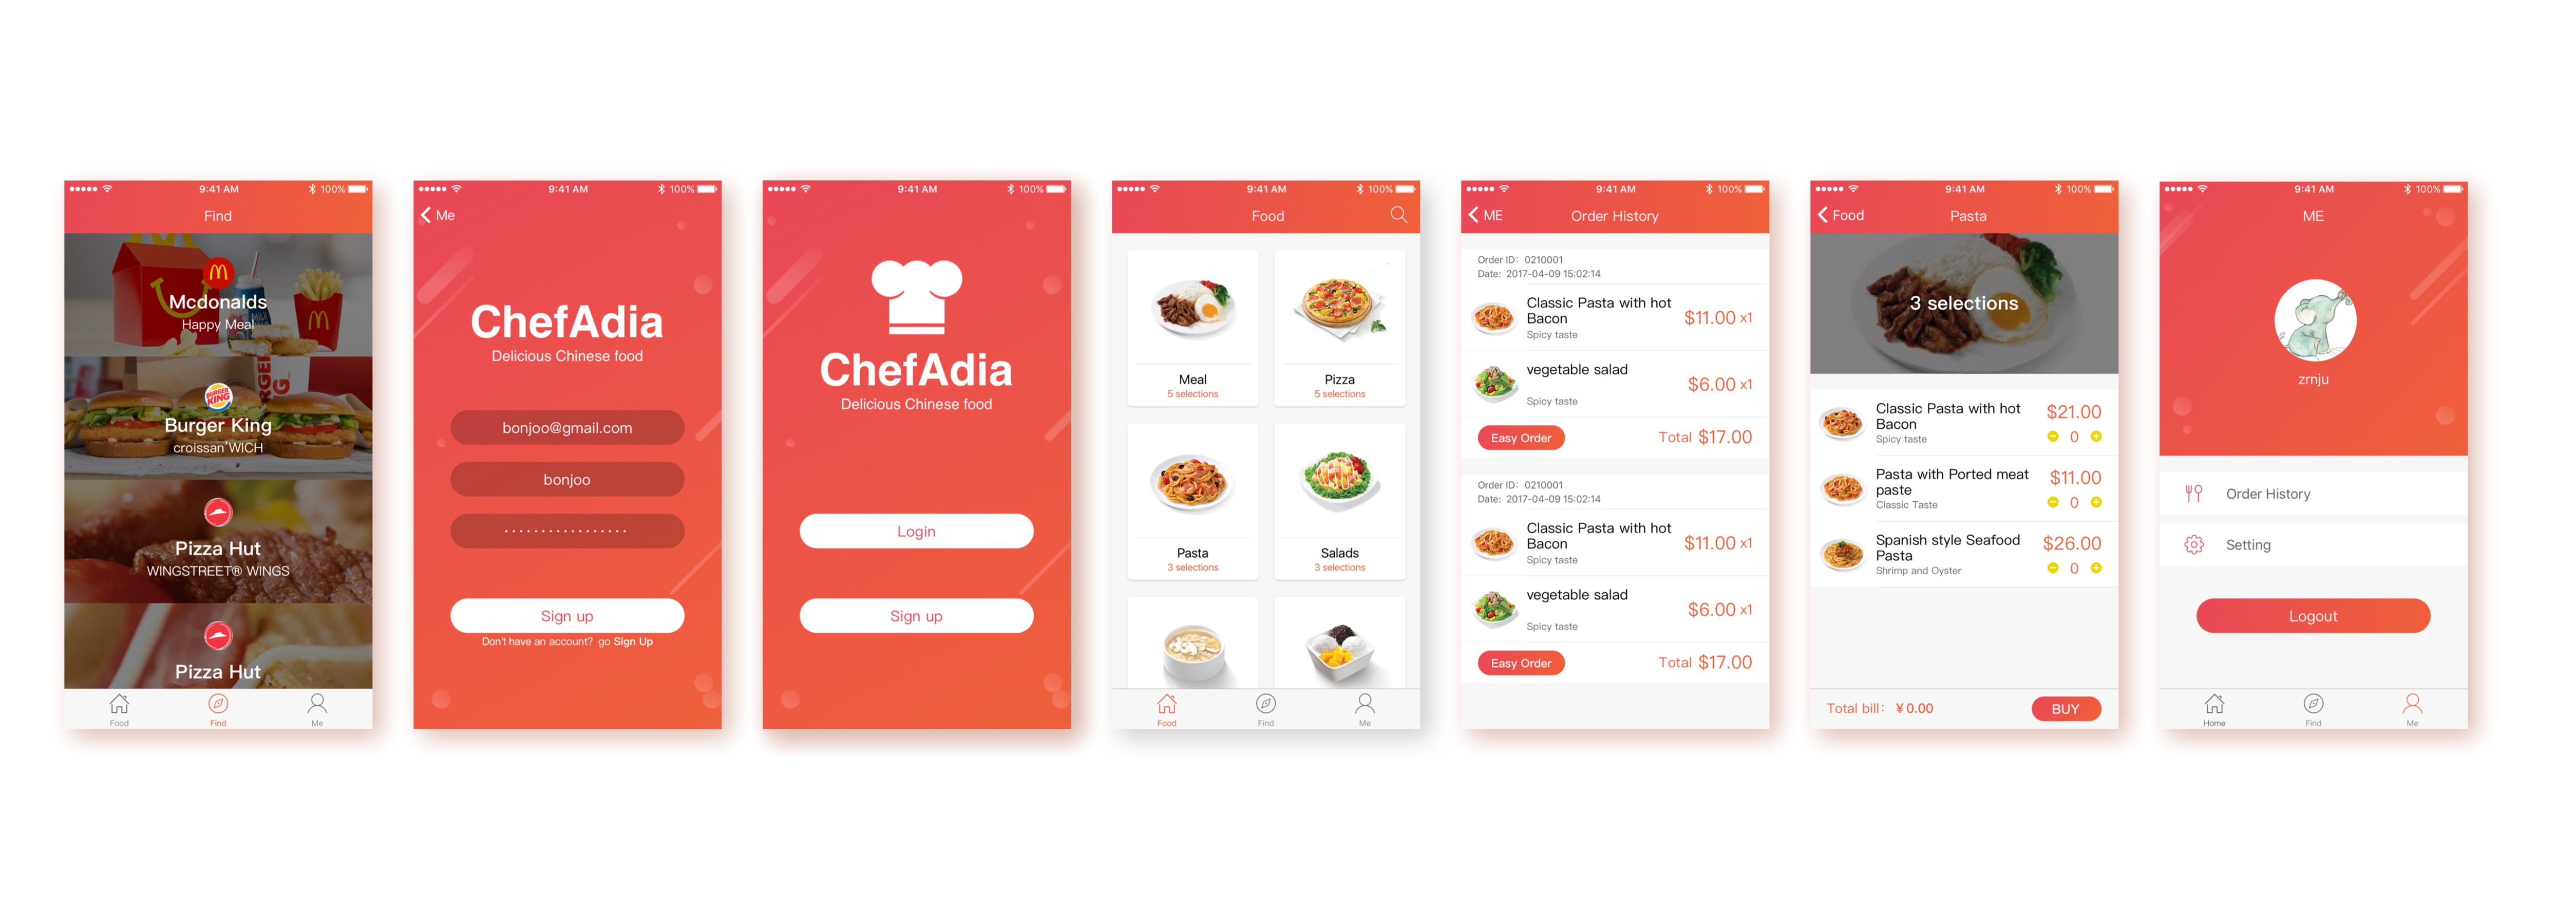 9:41 AM
100%
Find
Mcdonalds
Happy Meal
BURGER KING
Burger King
croissan'WICH
Pizza Hut
WINGSTREET® WINGS
Pizza Hut
Food
Find
Me
9:41 AM
100%
Me
ChefAdia
Delicious Chinese food
bonjoo@gmail.com
bonjoo
Sign up
Don't have an account? go Sign Up
9:41 AM
100%
ChefAdia
Delicious Chinese food
Login
Sign up
9:41 AM
100%
Food
Meal
5 selections
Pizza
5 selections
Pasta
3 selections
Salads
3 selections
Food
Find
Me
9:41 AM
100%
ME
Order History
Order ID: 0210001
Date: 2017-04-09 15:02:14
Classic Pasta with hot
Bacon
Spicy taste
$11.00 x1
vegetable salad
Spicy taste
$6.00 x1
Easy Order
Total $17.00
Order ID: 0210001
Date: 2017-04-09 15:02:14
Classic Pasta with hot
Bacon
Spicy taste
$11.00 x1
vegetable salad
Spicy taste
$6.00 x1
Easy Order
Total $17.00
9:41 AM
100%
Food
Pasta
3 selections
Classic Pasta with hot
Bacon
Spicy taste
$21.00
0
Pasta with Ported meat
paste
Classic Taste
$11.00
0
Spanish style Seafood
Pasta
Shrimp and Oyster
$26.00
0
Total bill: ¥ 0.00
BUY
9:41 AM
100%
ME
zrnju
Order History
Setting
Logout
Home
Find
Me